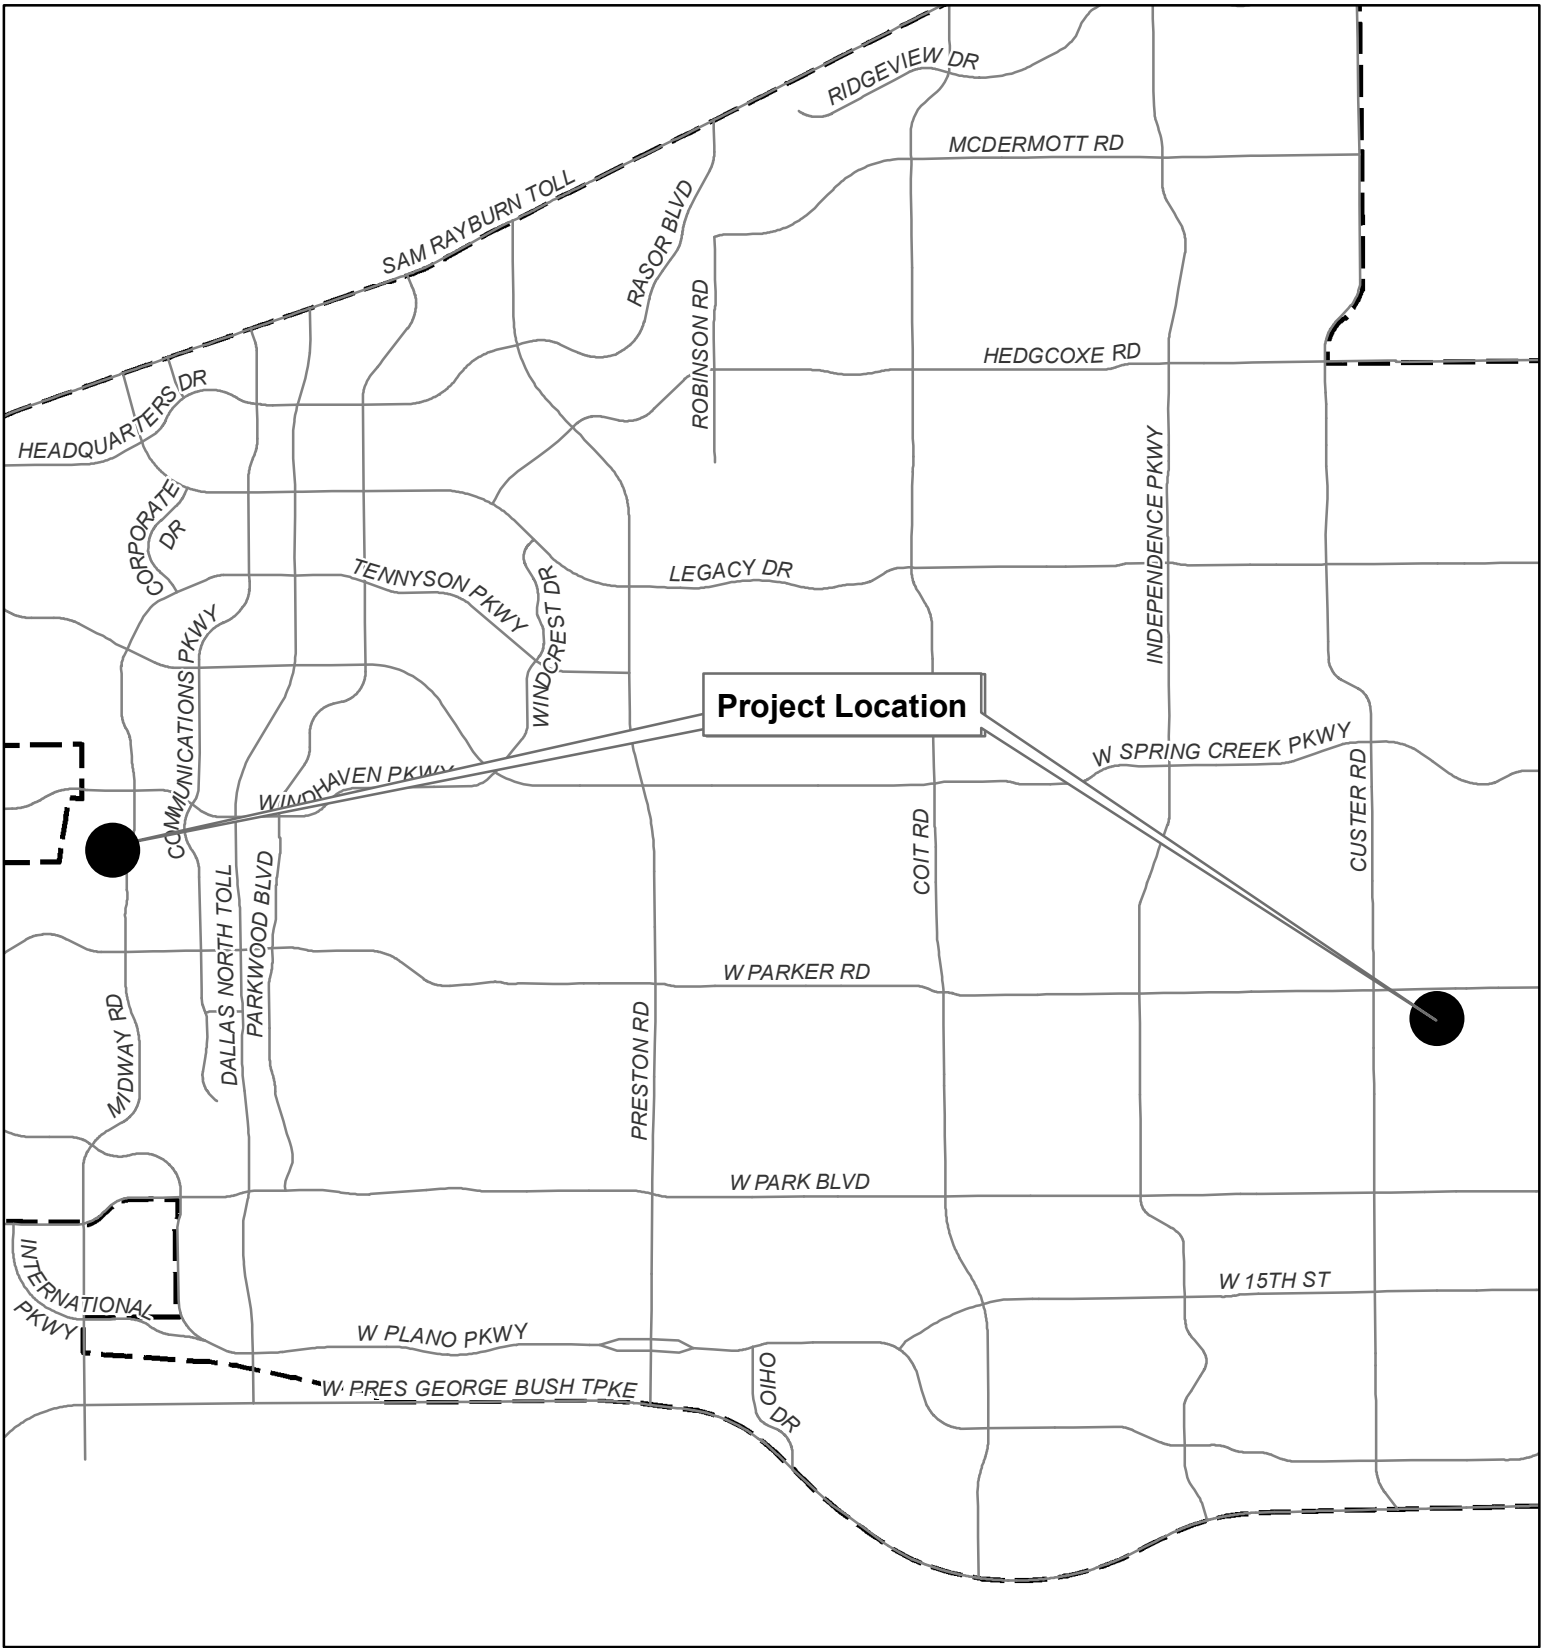 RIDGEVIEW DR
MCDERMOTT RD
SAM RAYBURN TOLL
RASOR BLVD
ROBINSON RD
HEDGCOXE RD
HEADQUARTERS DR
CORPORATE
DR
INDEPENDENCE PKWY
TENNYSON PKWY
LEGACY DR
WINDCREST DR
COMMUNICATIONS PKWY
Project Location
W SPRING CREEK PKWY
WINDHAVEN PKWY
CUSTER RD
COIT RD
DALLAS NORTH TOLL
PARKWOOD BLVD
W PARKER RD
MIDWAY RD
PRESTON RD
W PARK BLVD
INTERNATIONAL
PKWY
W 15TH ST
W PLANO PKWY
OHIO
DR
W PRES GEORGE BUSH TPKE